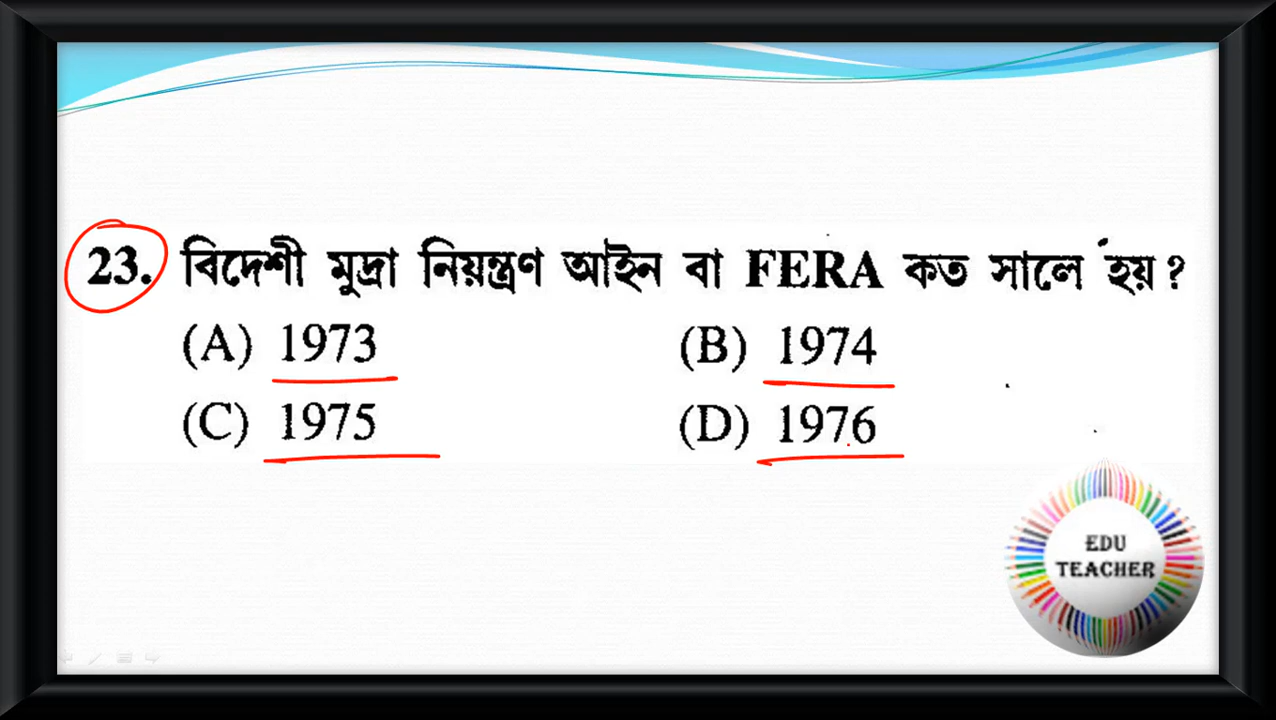 23. বিদেশী মুদ্রা নিয়ন্ত্রণ আইন বা FERA কত সালে হয় ?
(A) 1973 (B) 1974
(C) 1975 (D) 1976
EDU
TEACHER